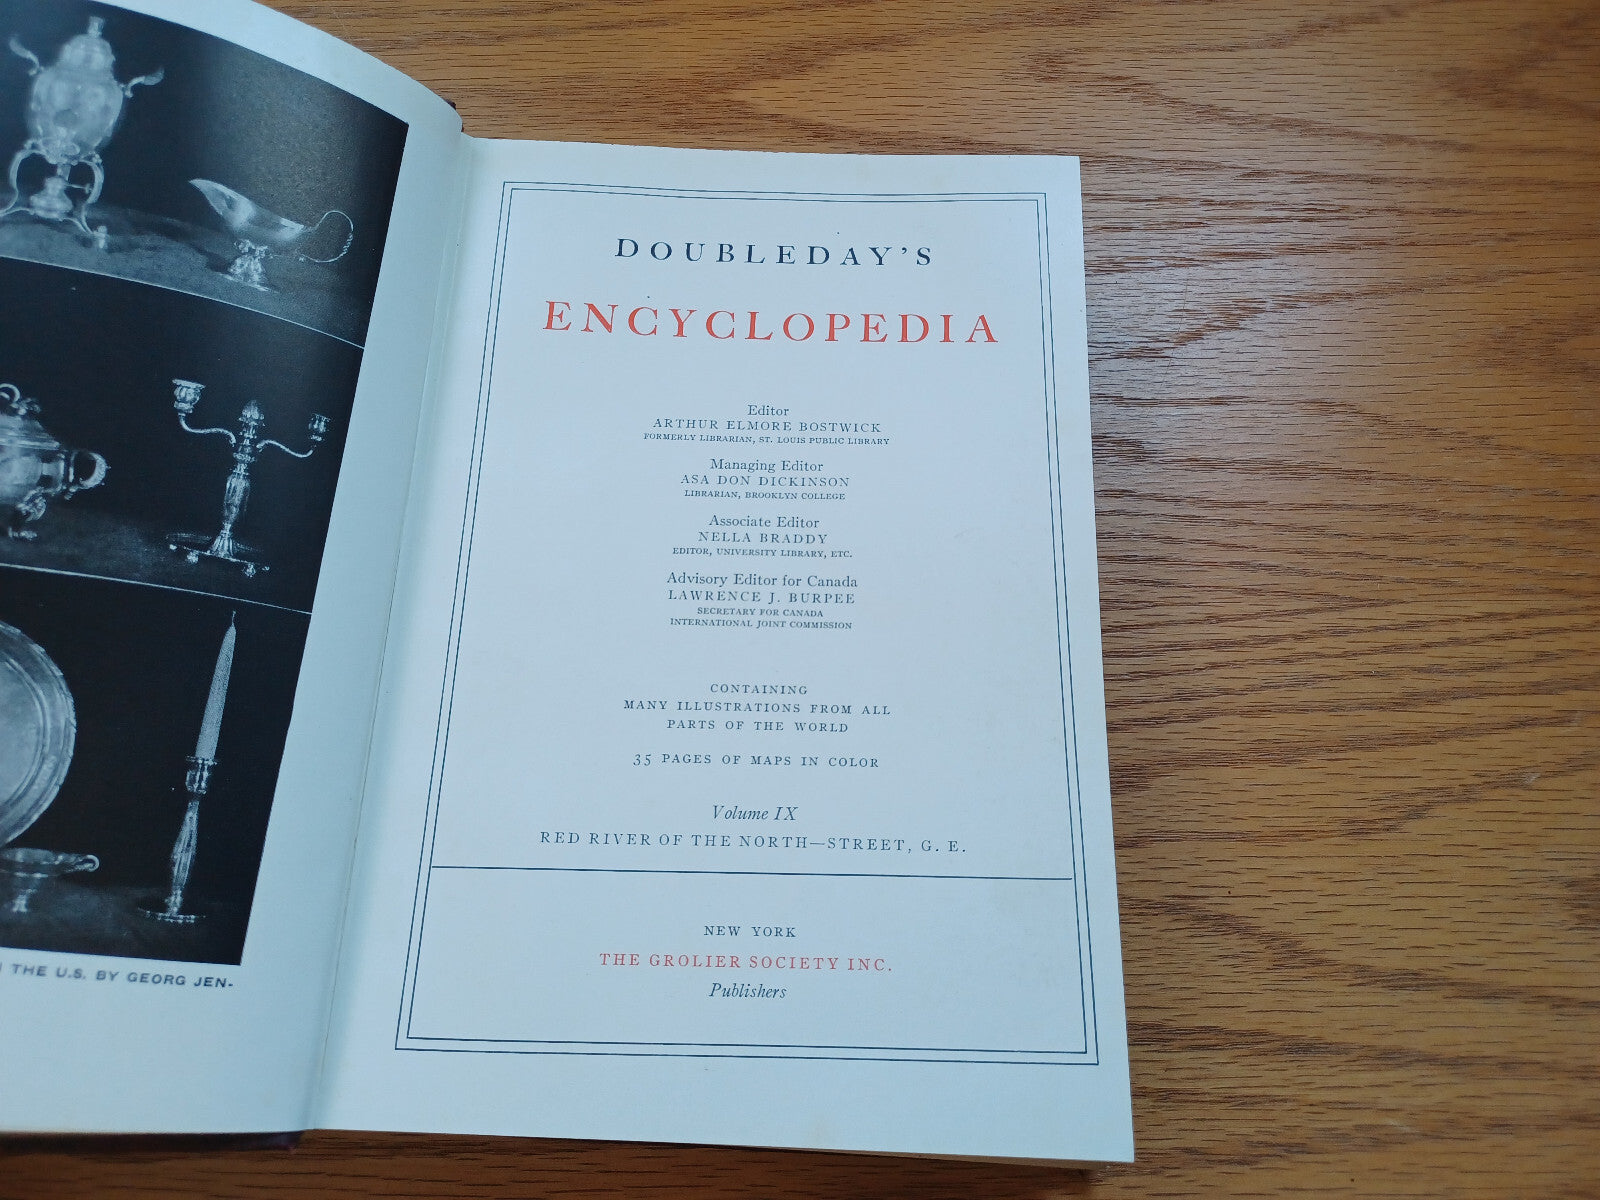 THE U.S. BY GEORG JEN-
DOUBLEDAY'S
ENCYCLOPEDIA
Editor
ARTHUR ELMORE BOSTWICK
FORMERLY LIBRARIAN, ST. LOUIS PUBLIC LIBRARY
Managing Editor
ASA DON DICKINSON
LIBRARIAN, BROOKLYN COLLEGE
Associate Editor
NELLA BRADDY
EDITOR, UNIVERSITY LIBRARY, ETC.
Advisory Editor for Canada
LAWRENCE J. BURPEE
SECRETARY FOR CANADA
INTERNATIONAL JOINT COMMISSION
CONTAINING
MANY ILLUSTRATIONS FROM ALL
PARTS OF THE WORLD
35 PAGES OF MAPS IN COLOR
Volume IX
RED RIVER OF THE NORTH—STREET, G. E.
NEW YORK
THE GROLIER SOCIETY INC.
Publishers